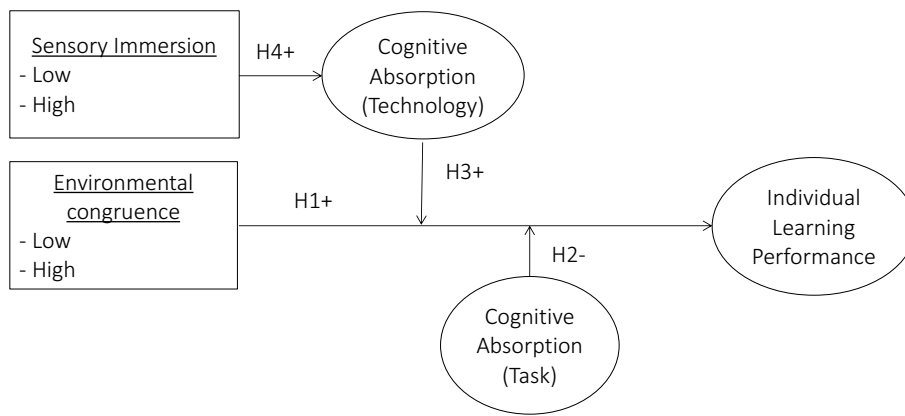 Sensory Immersion
- Low
- High
H4+
Cognitive
Absorption
(Technology)
H3+
Environmental
congruence
- Low
- High
H1+
Individual
Learning
Performance
H2-
Cognitive
Absorption
(Task)